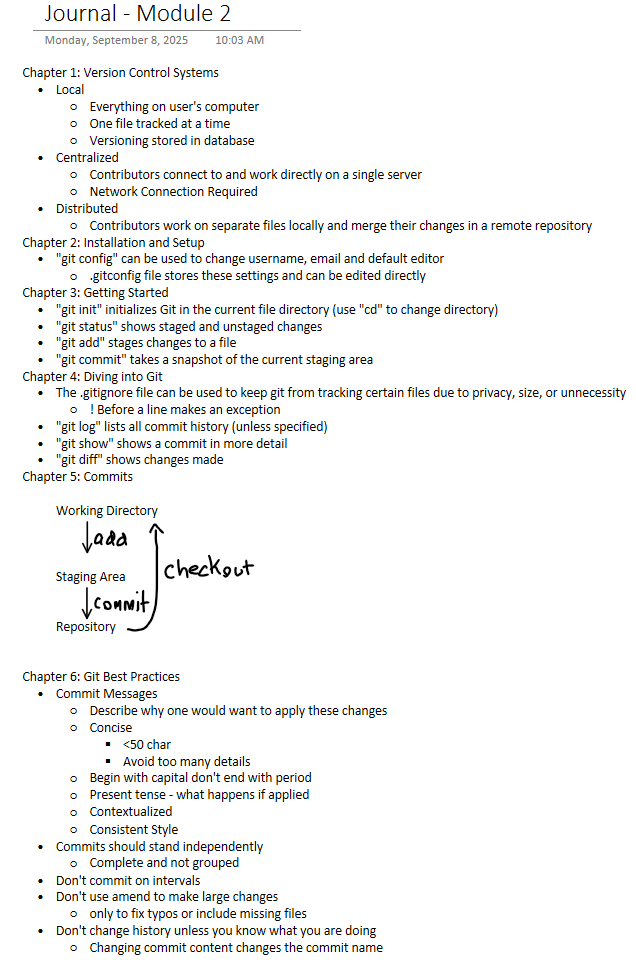 Journal - Module 2
Monday, September 8, 2025 10:03 AM
Chapter 1: Version Control Systems
• Local
○ Everything on user's computer
○ One file tracked at a time
○ Versioning stored in database
• Centralized
○ Contributors connect to and work directly on a single server
○ Network Connection Required
• Distributed
○ Contributors work on separate files locally and merge their changes in a remote repository
Chapter 2: Installation and Setup
• "git config" can be used to change username, email and default editor
○ .gitconfig file stores these settings and can be edited directly
Chapter 3: Getting Started
• "git init" initializes Git in the current file directory (use "cd" to change directory)
• "git status" shows staged and unstaged changes
• "git add" stages changes to a file
• "git commit" takes a snapshot of the current staging area
Chapter 4: Diving into Git
• The .gitignore file can be used to keep git from tracking certain files due to privacy, size, or unnecessity
○ ! Before a line makes an exception
• "git log" lists all commit history (unless specified)
• "git show" shows a commit in more detail
• "git diff" shows changes made
Chapter 5: Commits
Working Directory
add
checkout
Staging Area
commit
Repository
Chapter 6: Git Best Practices
• Commit Messages
○ Describe why one would want to apply these changes
○ Concise
▪ <50 char
▪ Avoid too many details
○ Begin with capital don't end with period
○ Present tense - what happens if applied
○ Contextualized
○ Consistent Style
• Commits should stand independently
○ Complete and not grouped
• Don't commit on intervals
• Don't use amend to make large changes
○ only to fix typos or include missing files
• Don't change history unless you know what you are doing
○ Changing commit content changes the commit name